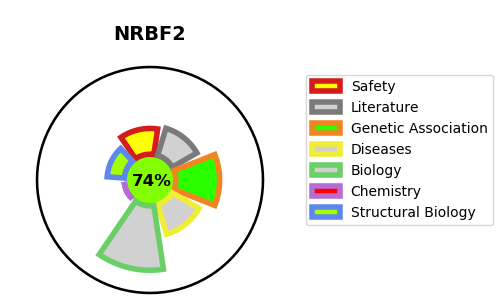 NRBF2
74%
Safety
Literature
Genetic Association
Diseases
Biology
Chemistry
Structural Biology